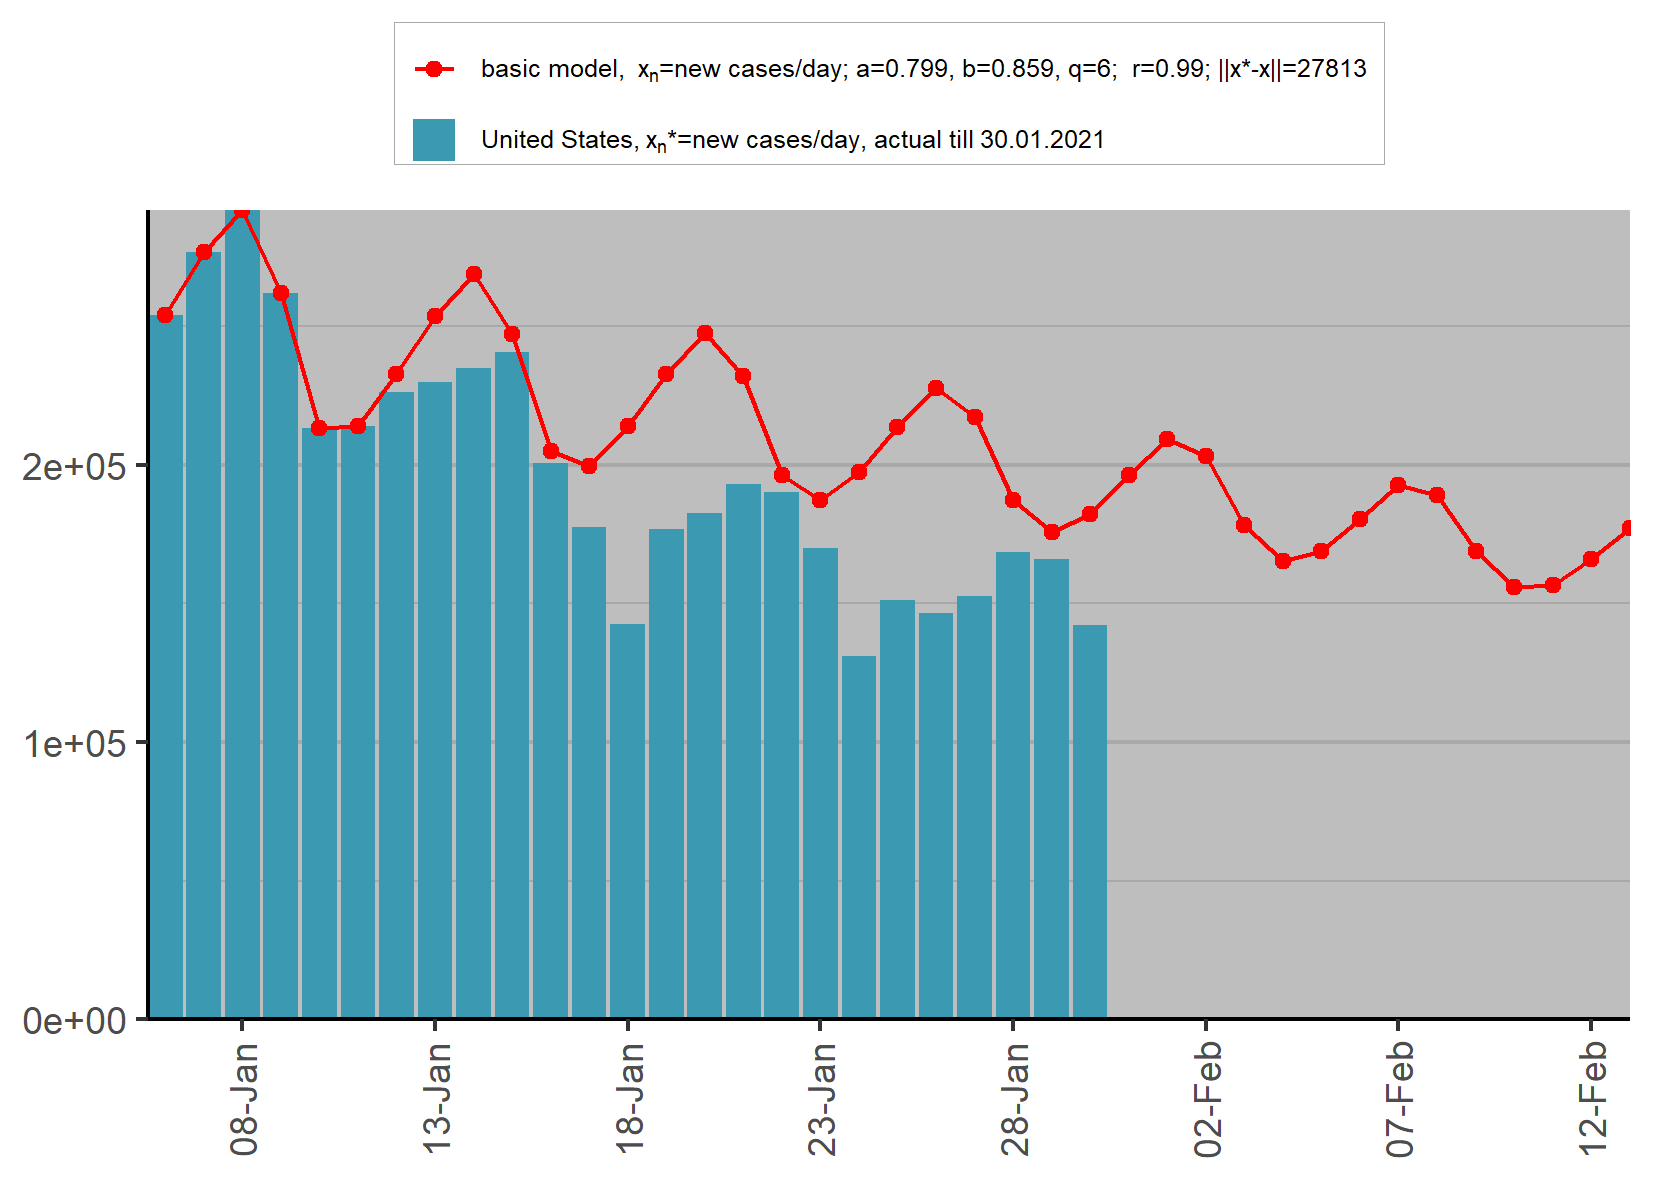 basic model, xn=new cases/day; a=0.799, b=0.859, q=6; r=0.99; ||x*-x||=27813
United States, xn*=new cases/day, actual till 30.01.2021
2e+05
1e+05
0e+00
08-Jan
13-Jan
18-Jan
23-Jan
28-Jan
02-Feb
07-Feb
12-Feb